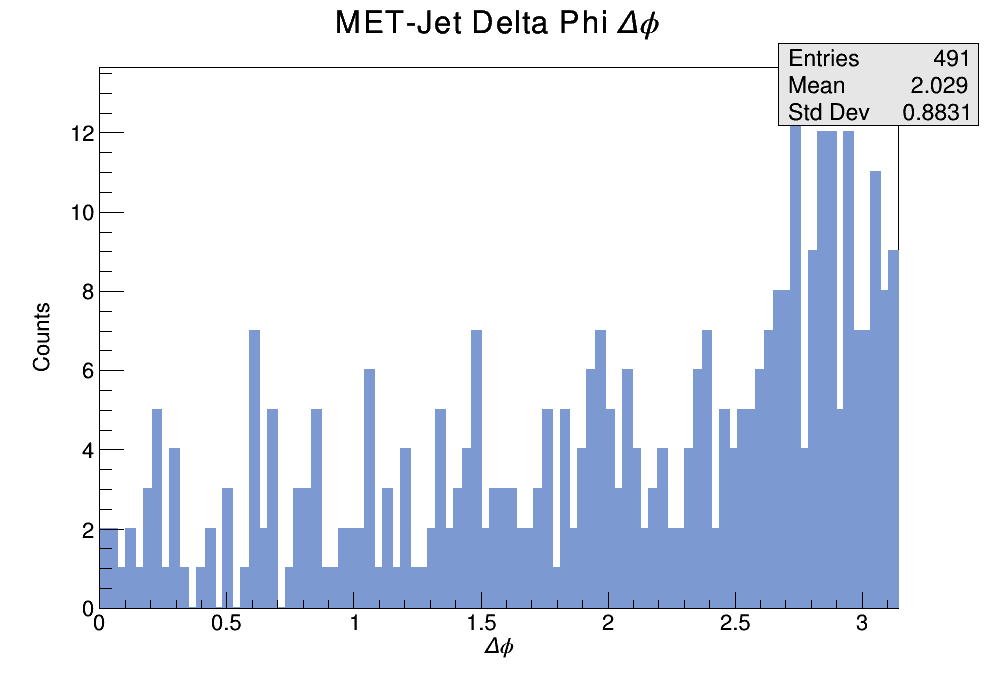 MET-Jet Delta Phi Δϕ
Entries 491
Mean 2.029
Std Dev 0.8831
12
10
8
6
4
2
0
Counts
0 0.5 1 1.5 2 2.5 3
Δϕ